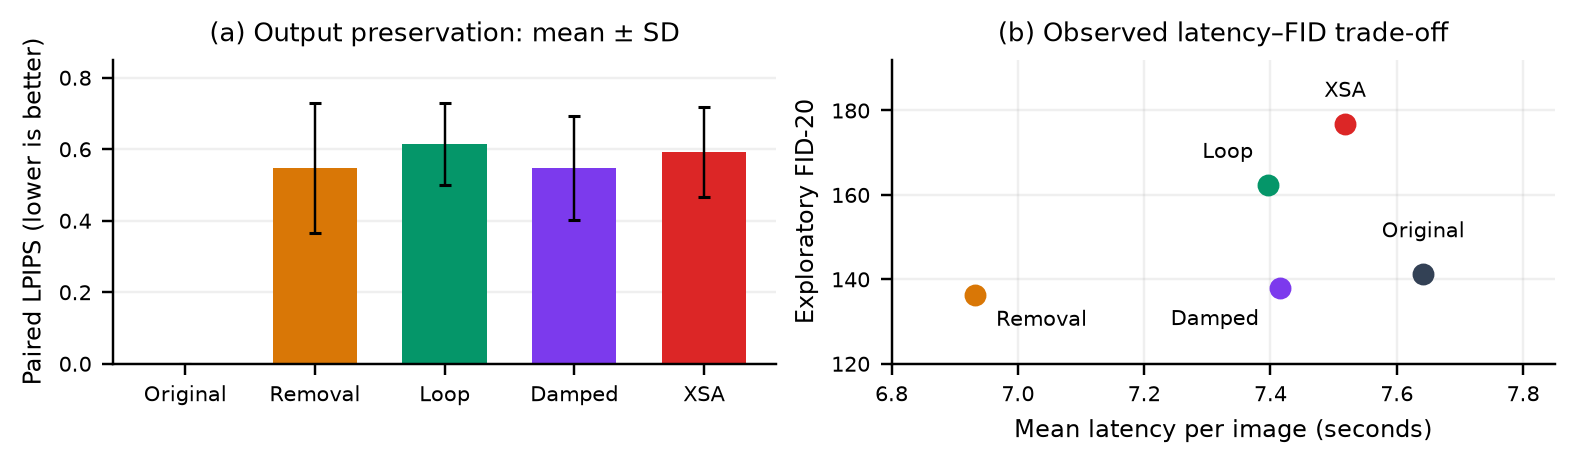 (a) Output preservation: mean ± SD
Paired LPIPS (lower is better)
0.8
0.6
0.4
0.2
0.0
Original
Removal
Loop
Damped
XSA
(b) Observed latency–FID trade-off
Exploratory FID-20
180
160
140
120
XSA
Loop
Original
Removal
Damped
6.8
7.0
7.2
7.4
7.6
7.8
Mean latency per image (seconds)